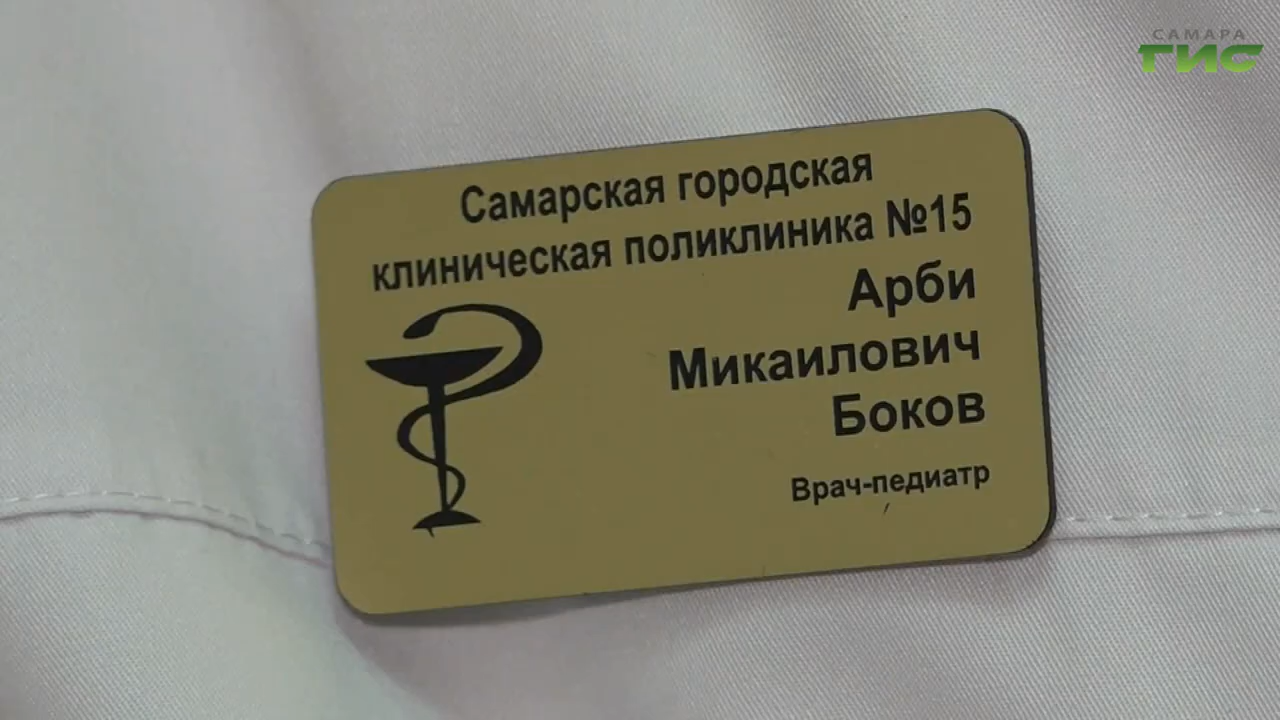 САМАРА
ГИС
Самарская городская
клиническая поликлиника №15
Арби
Микаилович
Боков
Врач-педиатр